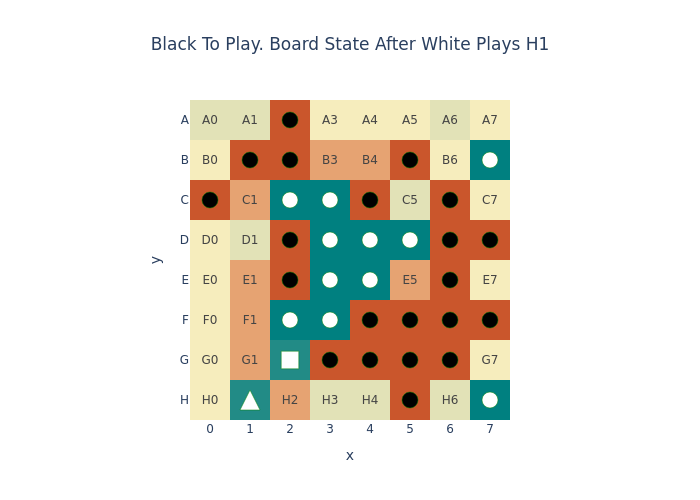 Black To Play. Board State After White Plays H1
A A0 A1 A3 A4 A5 A6 A7
B B0 B3 B4 B6
C C1 C5 C7
D D0 D1
E E0 E1 E5 E7
F F0 F1
G G0 G1 G7
H H0 H2 H3 H4 H6
0 1 2 3 4 5 6 7
x
y